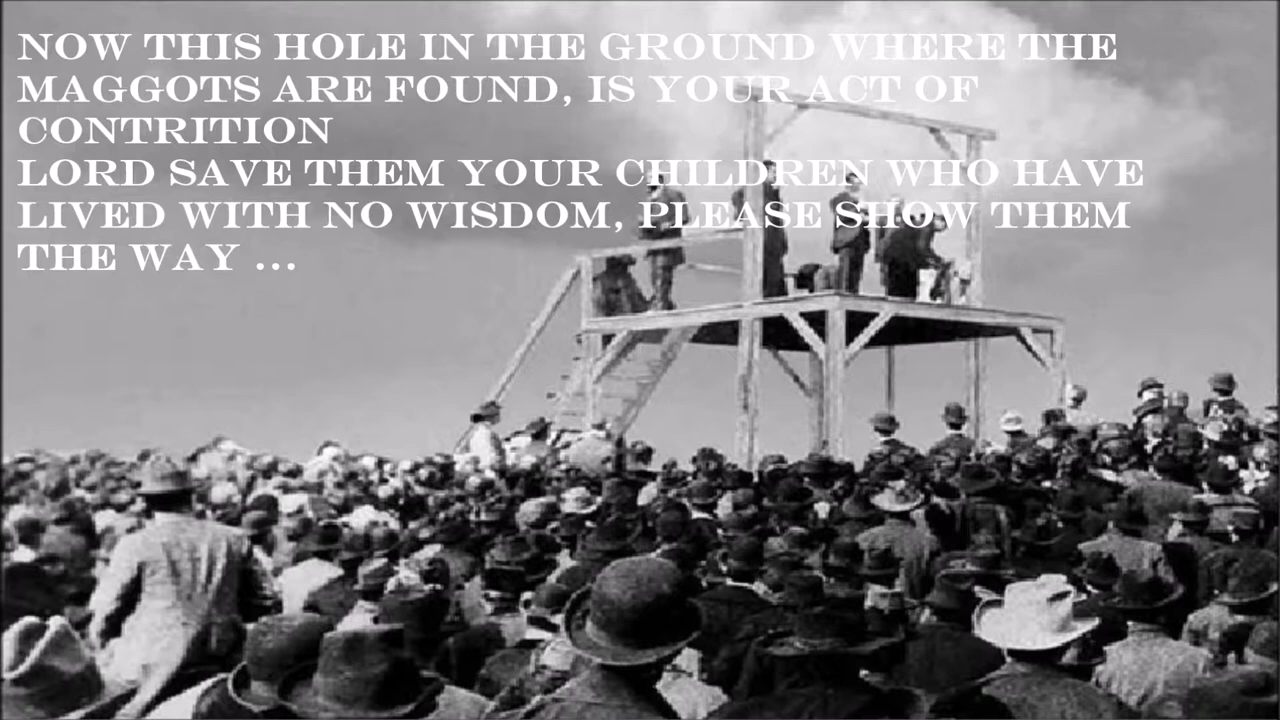 NOW THIS HOLE IN THE GROUND WHERE THE
MAGGOTS ARE FOUND, IS YOUR ACT OF
CONTRITION
LORD SAVE THEM YOUR CHILDREN WHO HAVE
LIVED WITH NO WISDOM, PLEASE SHOW THEM
THE WAY ...